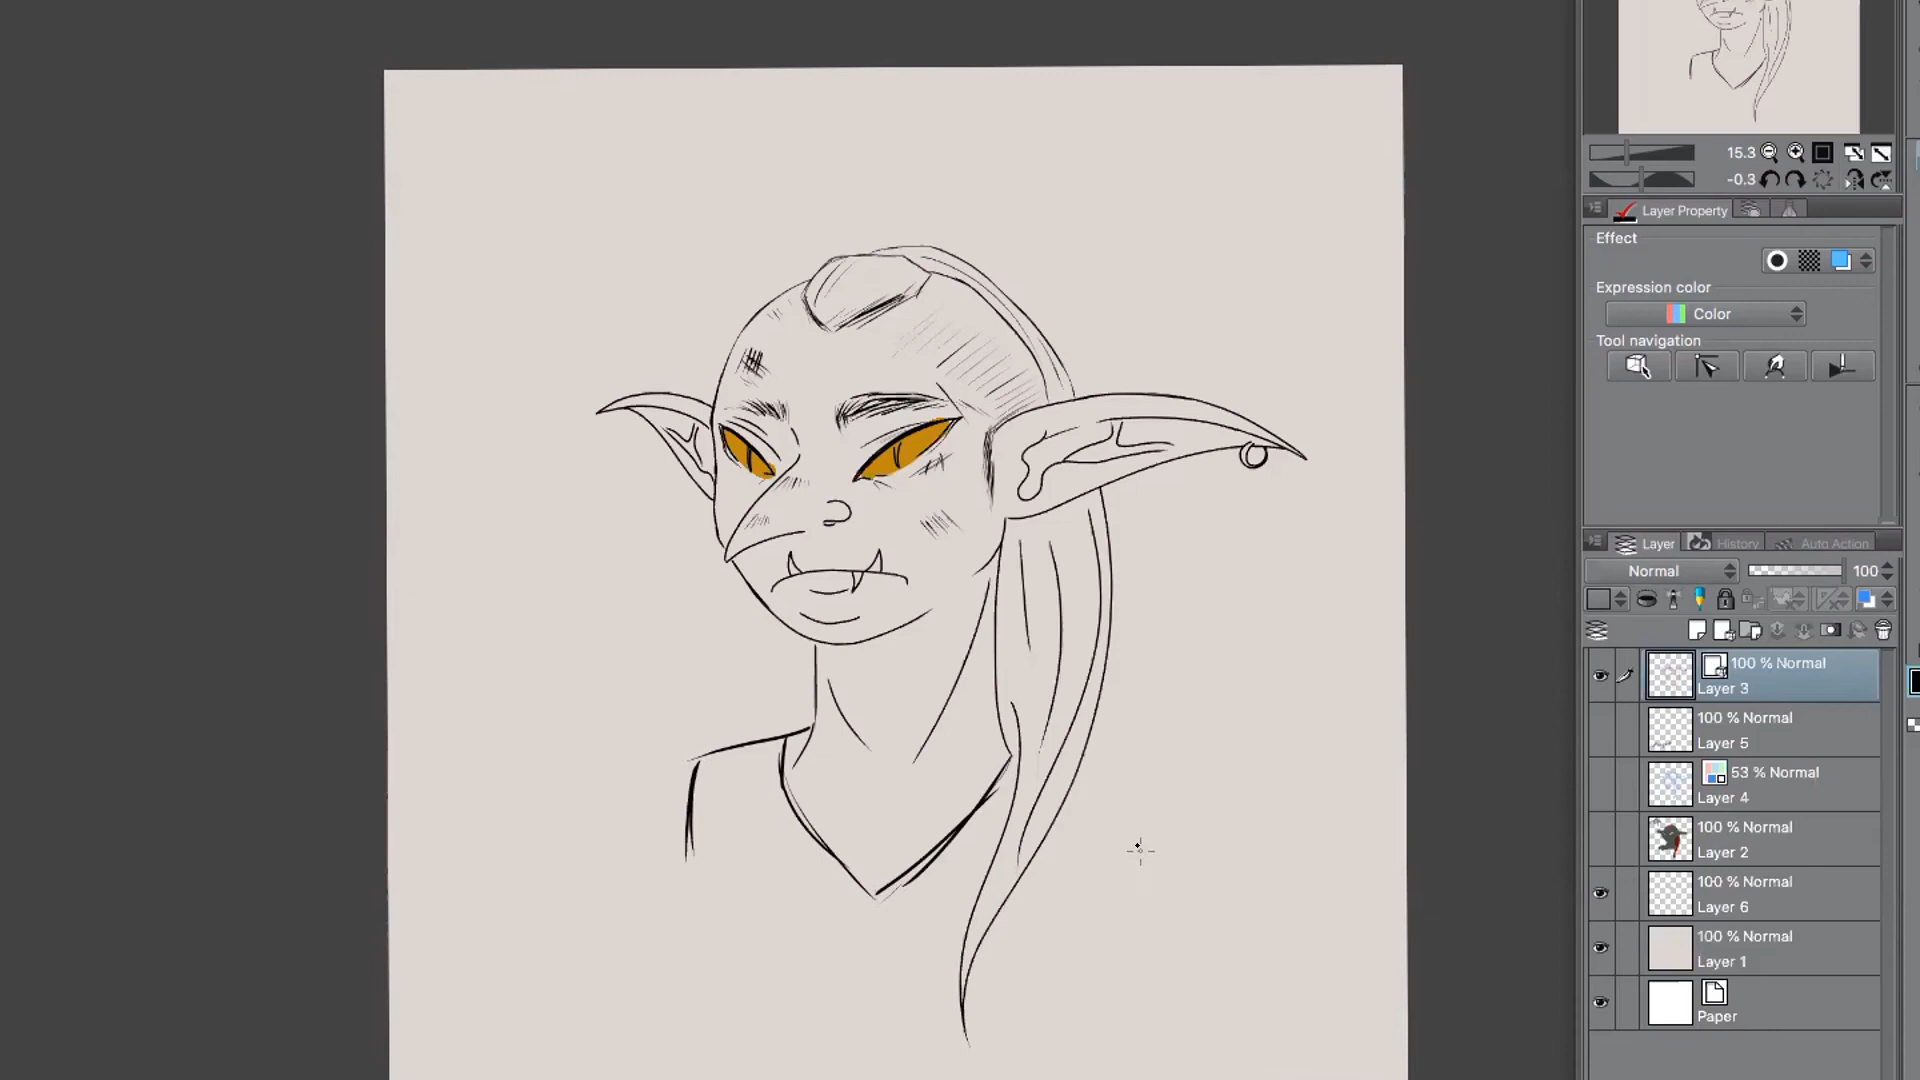 15.3
-0.3
Layer Property
Effect
Expression color
Color
Tool navigation
Layer
History
Auto Action
Normal
100
100 % Normal
Layer 3
100 % Normal
Layer 5
53 % Normal
Layer 4
100 % Normal
Layer 2
100 % Normal
Layer 6
100 % Normal
Layer 1
Paper